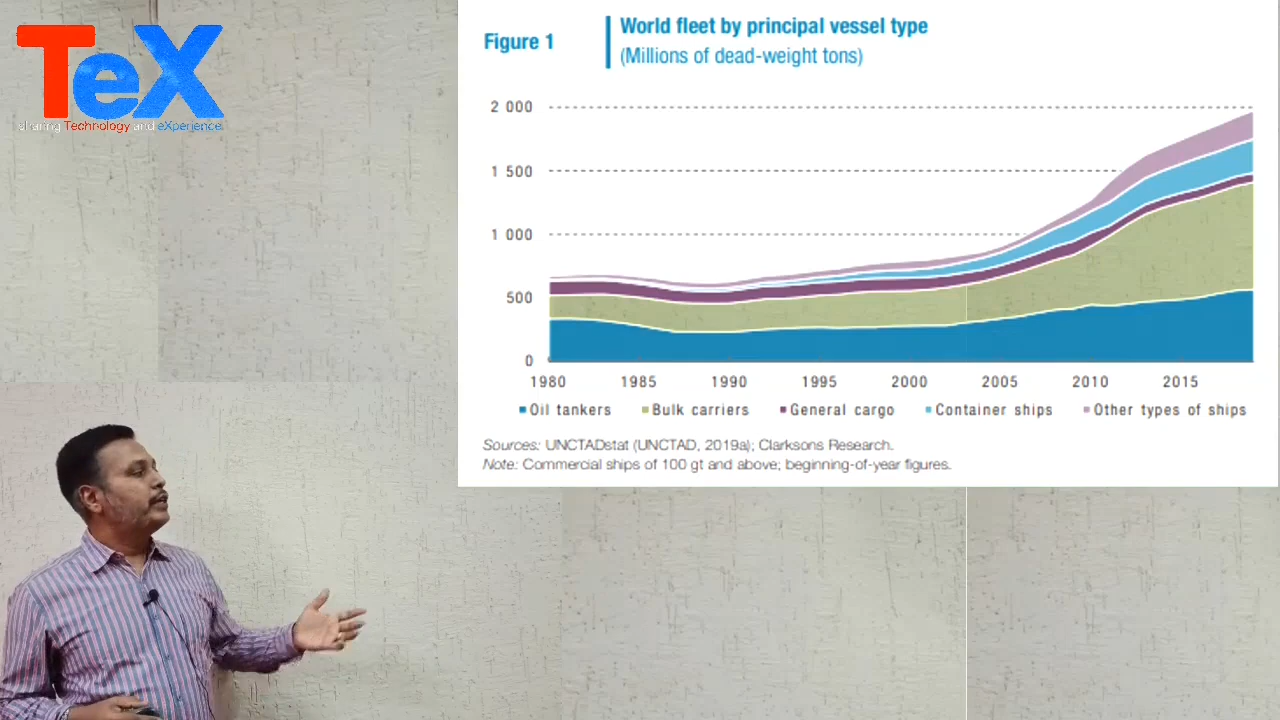 TeX
sharing Technology and eXperience
Figure 1
World fleet by principal vessel type
(Millions of dead-weight tons)
2 000
1 500
1 000
500
0
1980 1985 1990 1995 2000 2005 2010 2015
Oil tankers Bulk carriers General cargo Container ships Other types of ships
Sources: UNCTADstat (UNCTAD, 2019a); Clarksons Research.
Note: Commercial ships of 100 gt and above; beginning-of-year figures.